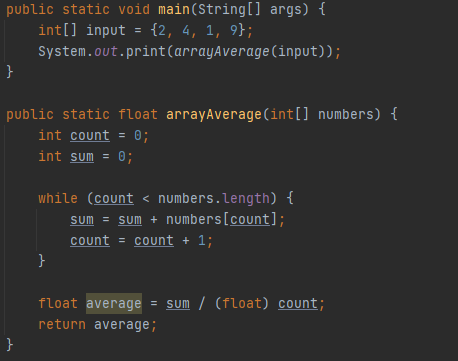 public static void main(String[] args) {
    int[] input = {2, 4, 1, 9};
    System.out.print(arrayAverage(input));
}

public static float arrayAverage(int[] numbers) {
    int count = 0;
    int sum = 0;

    while (count < numbers.length) {
        sum = sum + numbers[count];
        count = count + 1;
    }

    float average = sum / (float) count;
    return average;
}